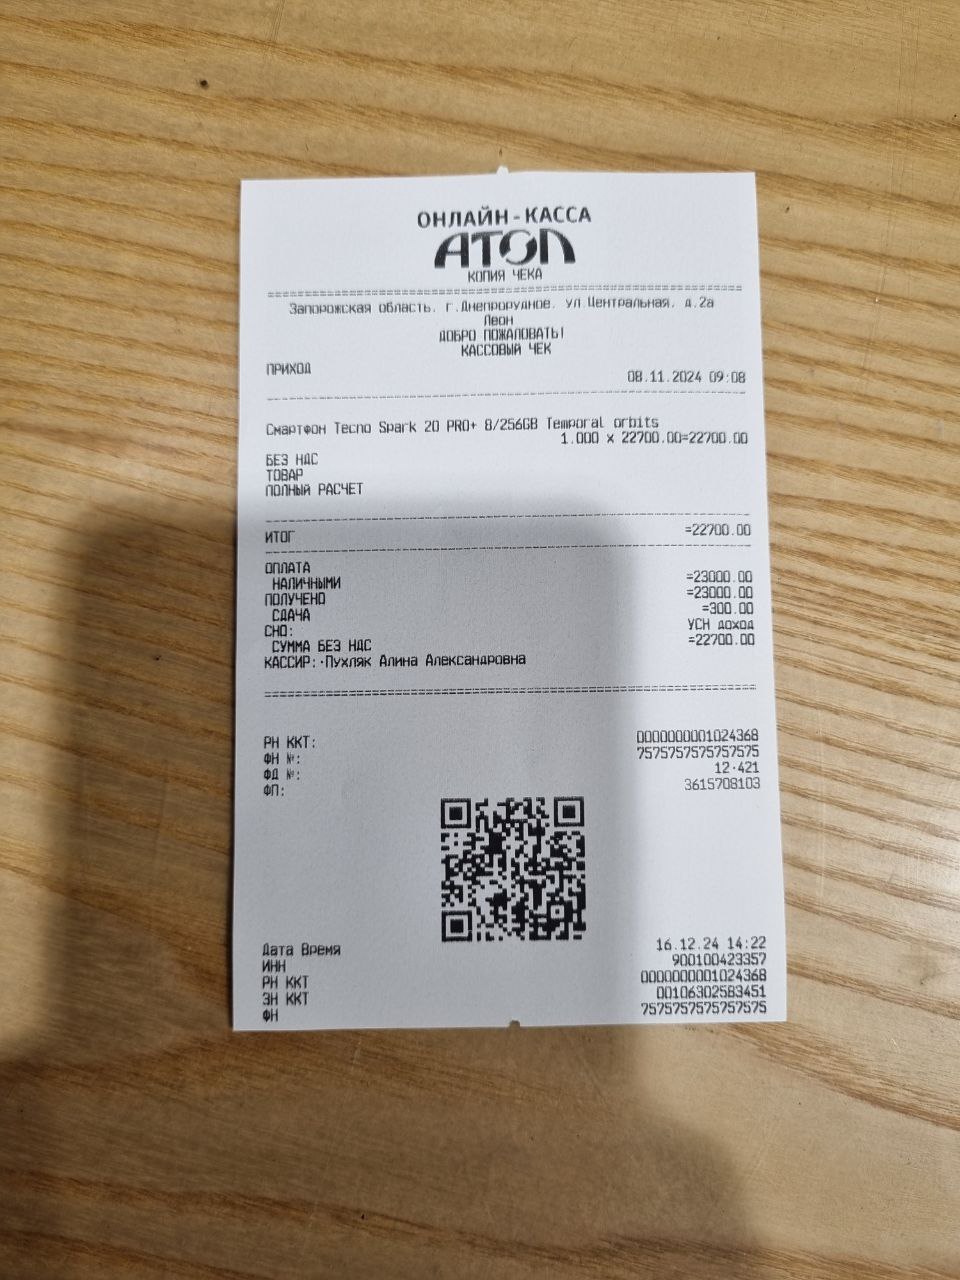 ОНЛАЙН-КАССА
АТОЛ
КОПИЯ ЧЕКА
Запорожская область, г.Днепрорудное, ул.Центральная, д.2а
Леон
ДОБРО ПОЖАЛОВАТЬ!
КАССОВЫЙ ЧЕК
ПРИХОД
08.11.2024 09:08
Смартфон Tecno Spark 20 PRO+ 8/256GB Temporal orbits
1.000 x 22700.00=22700.00
БЕЗ НДС
ТОВАР
ПОЛНЫЙ РАСЧЕТ
ИТОГ =22700.00
ОПЛАТА
НАЛИЧНЫМИ =23000.00
ПОЛУЧЕНО =23000.00
СДАЧА =300.00
СНО: УСН доход
СУММА БЕЗ НДС =22700.00
КАССИР:·Пухляк Алина Александровна
РН ККТ: 0000000001024368
ФН №: 7575757575757575
ФД №: 12·421
ФП: 3615708103
Дата Время 16.12.24 14:22
ИНН 900100423357
РН ККТ 0000000001024368
ЗН ККТ 00106302583451
ФН 7575757575757575